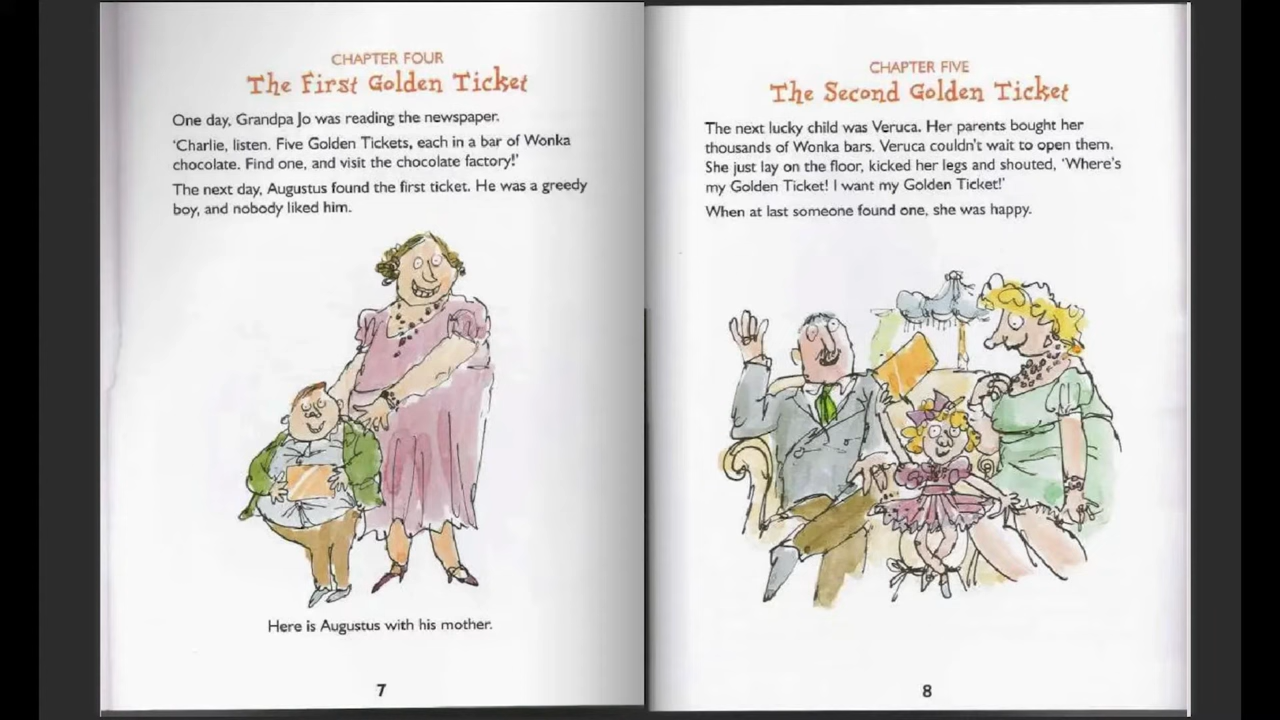 CHAPTER FOUR
The First Golden Ticket
One day, Grandpa Jo was reading the newspaper.
'Charlie, listen. Five Golden Tickets, each in a bar of Wonka
chocolate. Find one, and visit the chocolate factory!'
The next day, Augustus found the first ticket. He was a greedy
boy, and nobody liked him.
Here is Augustus with his mother.
7
CHAPTER FIVE
The Second Golden Ticket
The next lucky child was Veruca. Her parents bought her
thousands of Wonka bars. Veruca couldn't wait to open them.
She just lay on the floor, kicked her legs and shouted, 'Where's
my Golden Ticket! I want my Golden Ticket!'
When at last someone found one, she was happy.
8